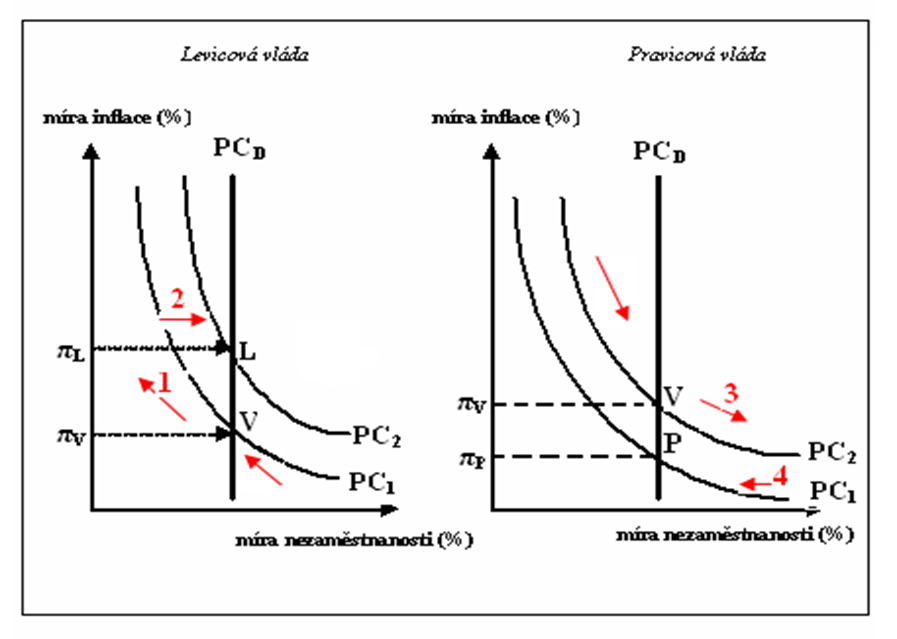 Levicová vláda
míra inflace (%)
PC_D
2
π_L
L
1
π_V
V
PC_2
PC_1
míra nezaměstnanosti (%)
Pravicová vláda
míra inflace (%)
PC_D
π_V
V
3
π_P
P
PC_2
4
PC_1
míra nezaměstnanosti (%)